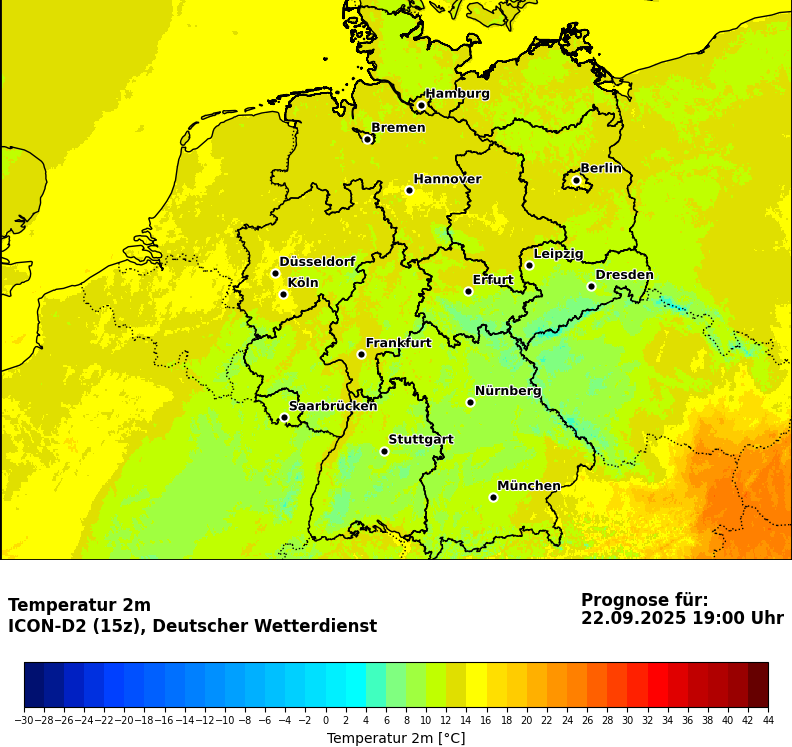 Hamburg
Bremen
Berlin
Hannover
Leipzig
Düsseldorf
Dresden
Erfurt
Köln
Frankfurt
Nürnberg
Saarbrücken
Stuttgart
München
Temperatur 2m
ICON-D2 (15z), Deutscher Wetterdienst
Prognose für:
22.09.2025 19:00 Uhr
−30 −28 −26 −24 −22 −20 −18 −16 −14 −12 −10 −8 −6 −4 −2 0 2 4 6 8 10 12 14 16 18 20 22 24 26 28 30 32 34 36 38 40 42 44
Temperatur 2m [°C]